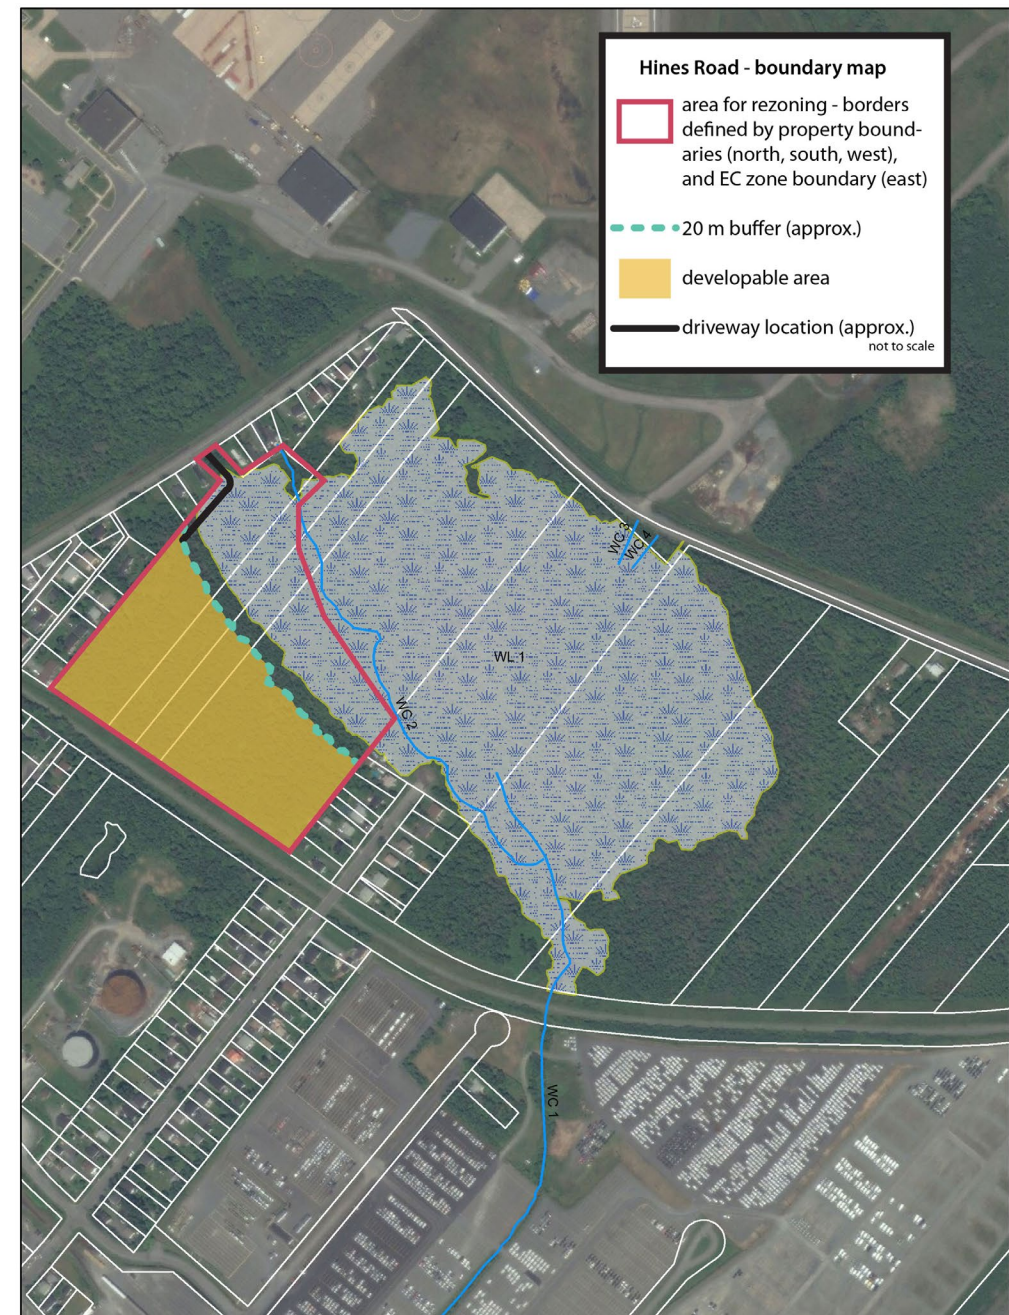 Hines Road - boundary map
area for rezoning - borders
defined by property bound-
aries (north, south, west),
and EC zone boundary (east)
20 m buffer (approx.)
developable area
driveway location (approx.)
not to scale
WC 3
WC 4
WL 1
WC 2
WC 1